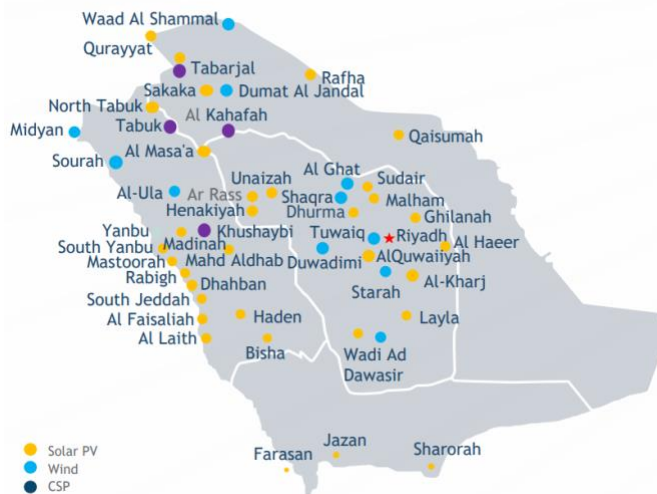 Waad Al Shammal
Qurayyat
Tabarjal
Rafha
Sakaka
Dumat Al Jandal
North Tabuk
Al Kahafah
Midyan
Tabuk
Qaisumah
Al Masa'a
Sourah
Al Ghat
Unaizah
Sudair
Al-Ula
Ar Rass
Shaqra
Malham
Henakiyah
Dhurma
Ghilanah
Yanbu
Khushaybi
Tuwaiq
Riyadh
Al Haeer
South Yanbu
Madinah
Mastoorah
Mahd Aldhab
Duwadimi
AlQuwaiiyah
Rabigh
Dhahban
Starah
Al-Kharj
South Jeddah
Al Faisaliah
Haden
Layla
Al Laith
Bisha
Wadi Ad
Dawasir
Jazan
Farasan
Sharorah
Solar PV
Wind
CSP